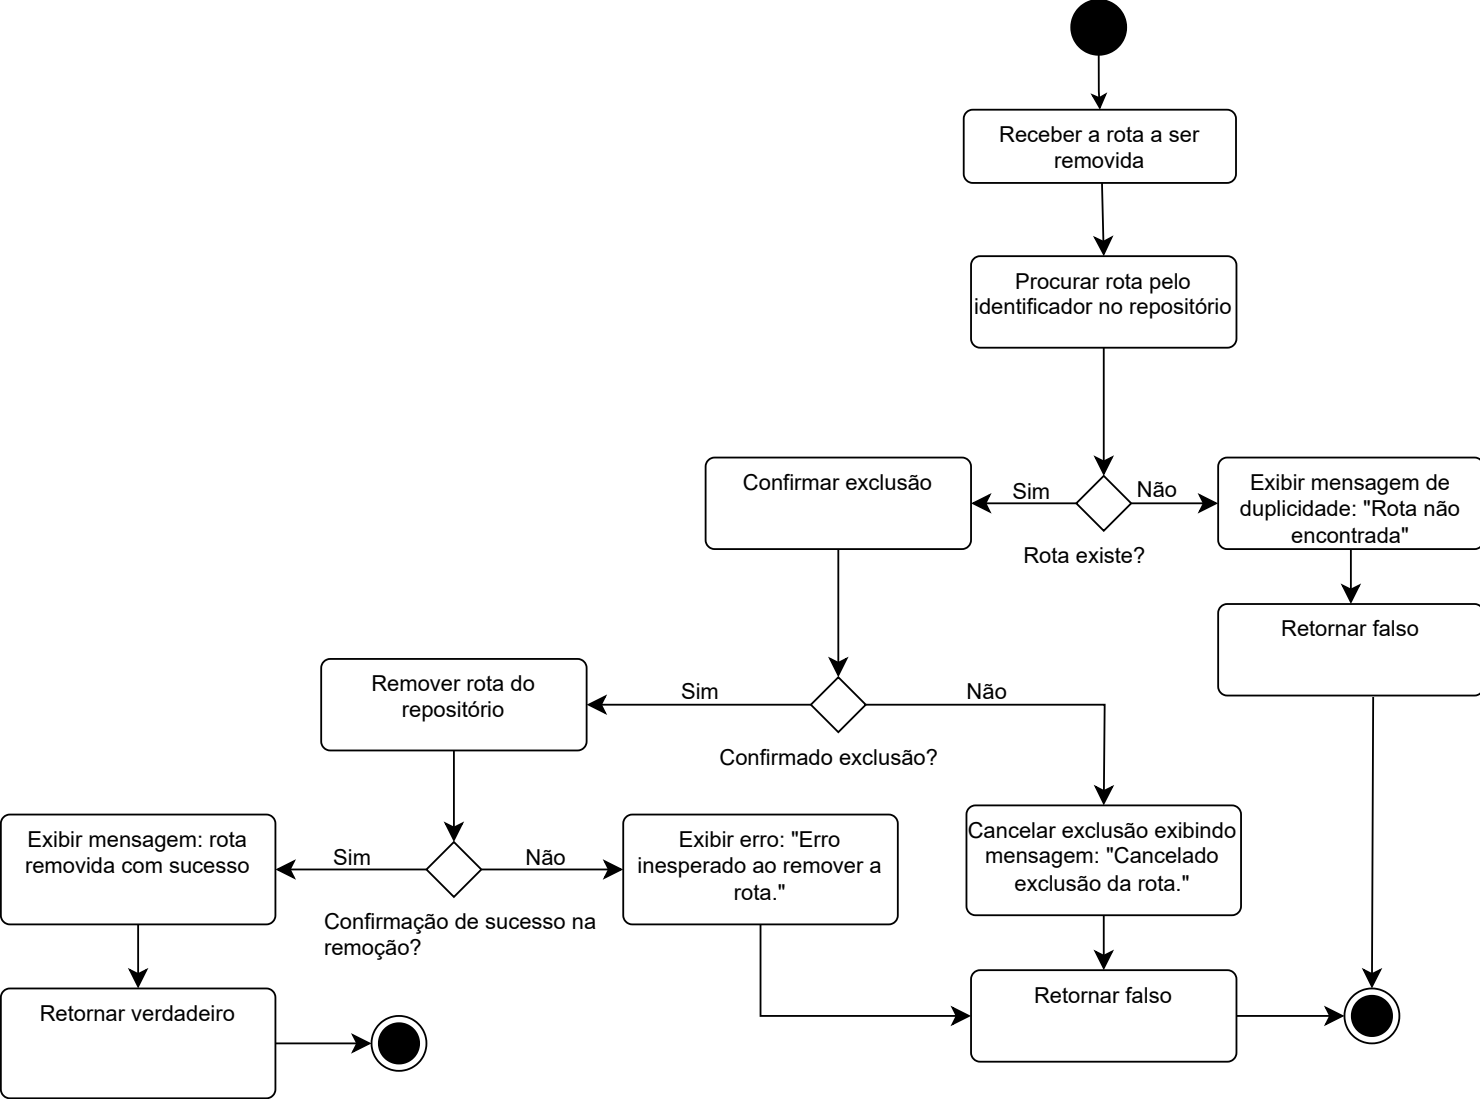 Receber a rota a ser
removida
Procurar rota pelo
identificador no repositório
Confirmar exclusão
Sim
Não
Exibir mensagem de
duplicidade: "Rota não
encontrada"
Rota existe?
Retornar falso
Remover rota do
repositório
Sim
Não
Confirmado exclusão?
Exibir mensagem: rota
removida com sucesso
Sim
Não
Exibir erro: "Erro
inesperado ao remover a
rota."
Cancelar exclusão exibindo
mensagem: "Cancelado
exclusão da rota."
Confirmação de sucesso na
remoção?
Retornar verdadeiro
Retornar falso